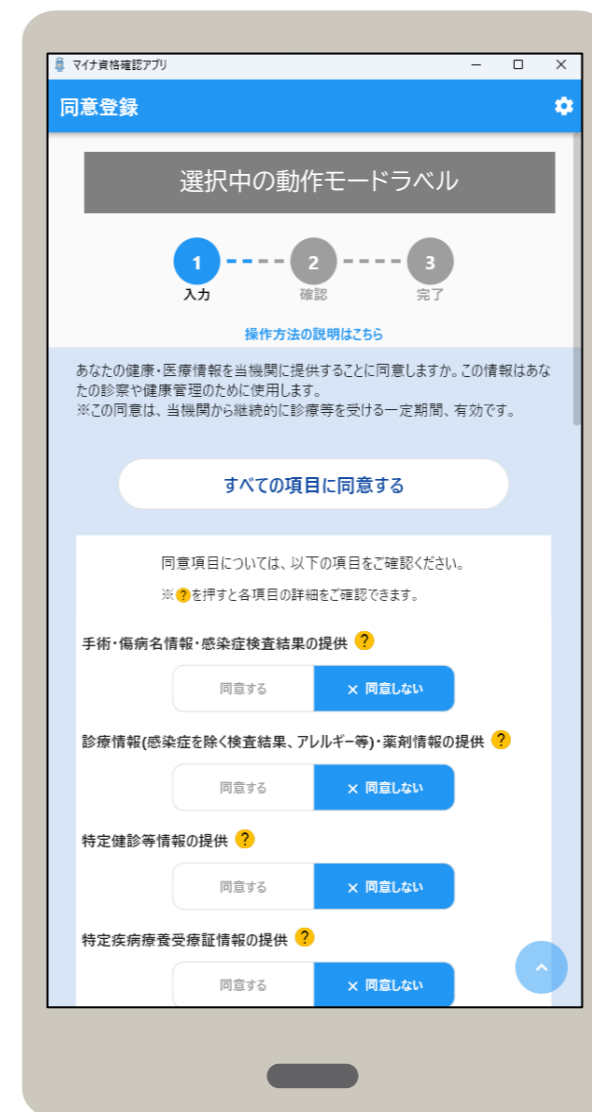 マイナ資格確認アプリ
同意登録
選択中の動作モードラベル
1 2 3
入力 確認 完了
操作方法の説明はこちら
あなたの健康・医療情報を当機関に提供することに同意しますか。この情報はあな
たの診察や健康管理のために使用します。
※この同意は、当機関から継続的に診療等を受ける一定期間、有効です。
すべての項目に同意する
同意項目については、以下の項目をご確認ください。
※?を押すと各項目の詳細をご確認できます。
手術・傷病名情報・感染症検査結果の提供 ?
同意する × 同意しない
診療情報(感染症を除く検査結果、アレルギー等)・薬剤情報の提供 ?
同意する × 同意しない
特定健診等情報の提供 ?
同意する × 同意しない
特定疾病療養受療証情報の提供 ?
同意する × 同意しない